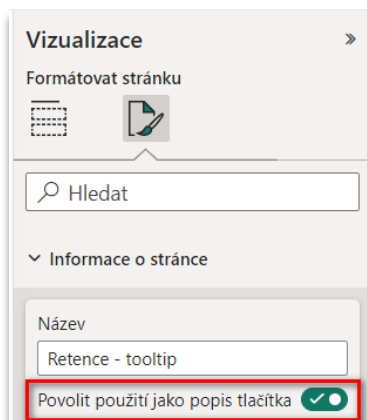 Vizualizace
Formátovat stránku
Hledat
Informace o stránce
Název
Retence - tooltip
Povolit použití jako popis tlačítka